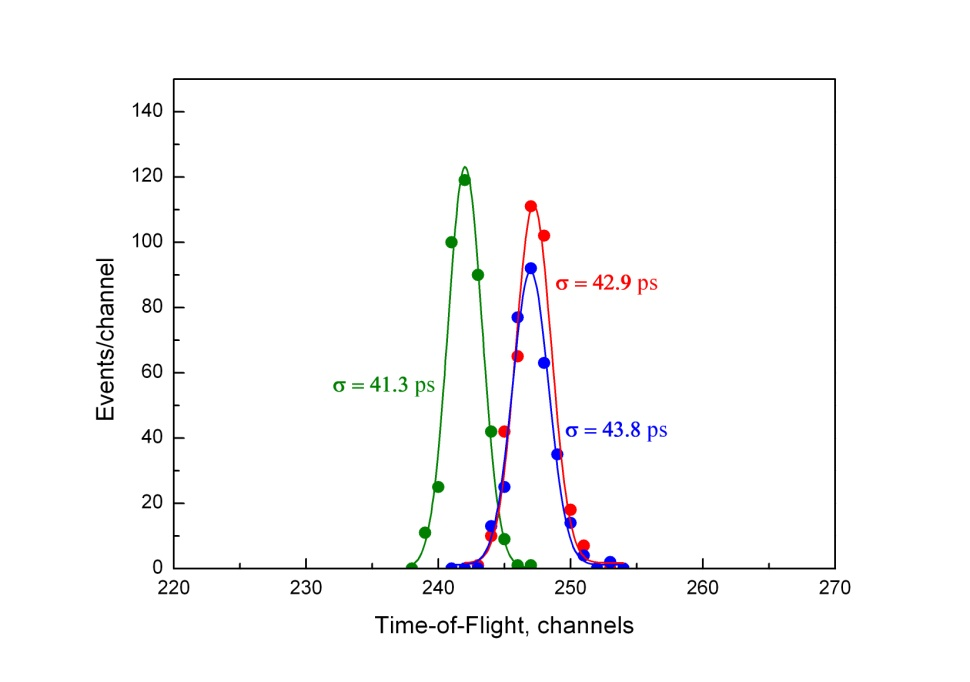 140
120
100
80
60
40
20
0
Events/channel
σ = 42.9 ps
σ = 41.3 ps
σ = 43.8 ps
220 230 240 250 260 270
Time-of-Flight, channels